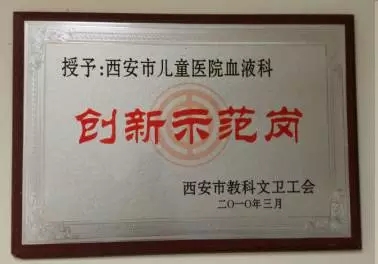 授予:西安市儿童医院血液科
创新示范岗
西安市教科文卫工会
二〇一〇年三月